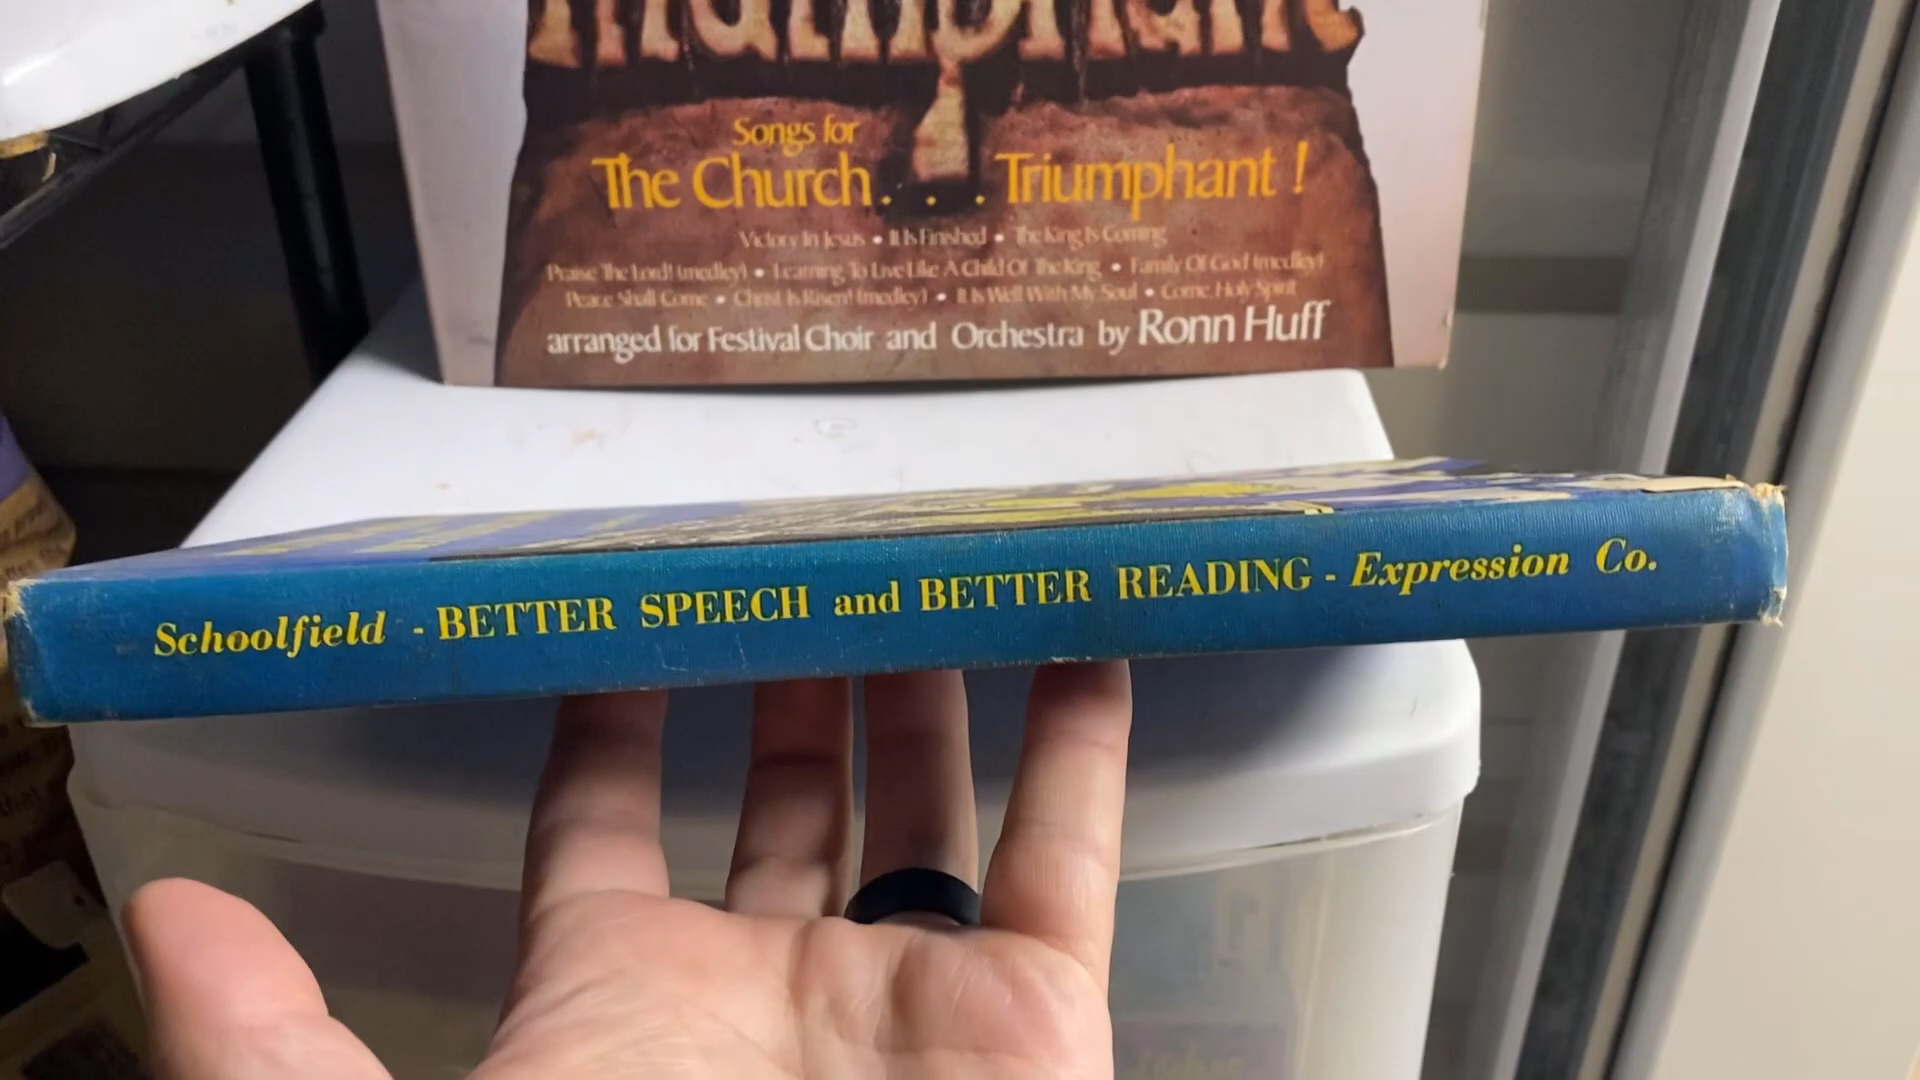 Triumphant
Songs for
The Church . . . Triumphant !
Victory In Jesus • It Is Finished • The King Is Coming
Praise The Lord! (medley) • Learning To Live Like A Child Of The King • Family Of God (medley)
Peace Shall Come • Christ Is Risen! (medley) • It Is Well With My Soul • Come, Holy Spirit
arranged for Festival Choir and Orchestra by Ronn Huff
Schoolfield - BETTER SPEECH and BETTER READING - Expression Co.